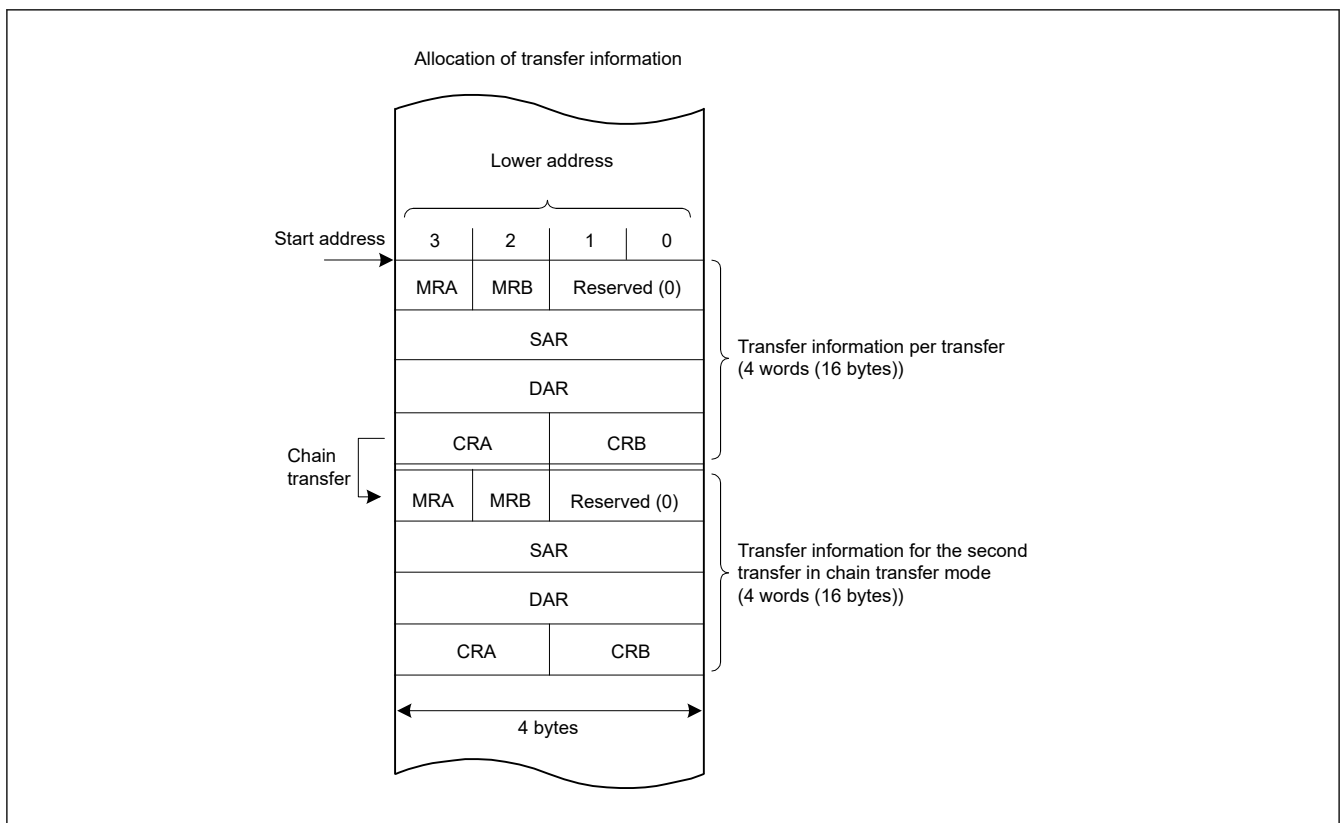 Allocation of transfer information
Lower address
Start address
3 2 1 0
MRA MRB Reserved (0)
SAR
DAR
CRA CRB
Transfer information per transfer
(4 words (16 bytes))
Chain
transfer
MRA MRB Reserved (0)
SAR
DAR
CRA CRB
Transfer information for the second
transfer in chain transfer mode
(4 words (16 bytes))
4 bytes